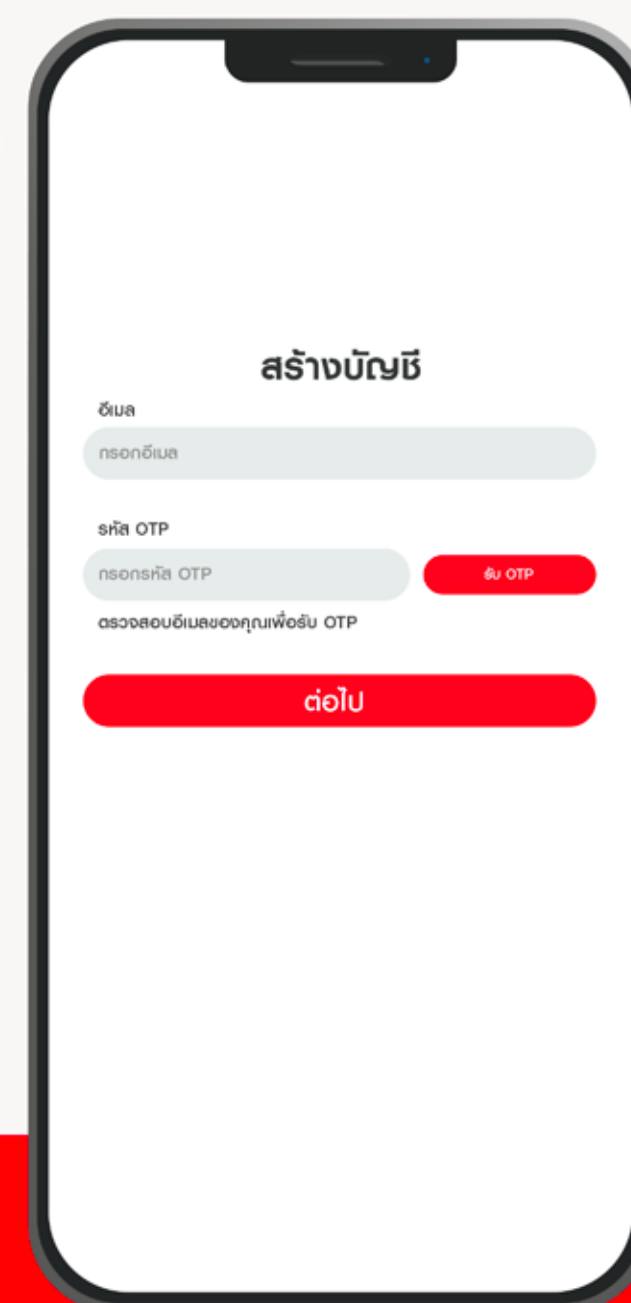 สร้างบัญชี
อีเมล
กรอกอีเมล
รหัส OTP
กรอกรหัส OTP
รับ OTP
ตรวจสอบอีเมลของคุณเพื่อรับ OTP
ต่อไป